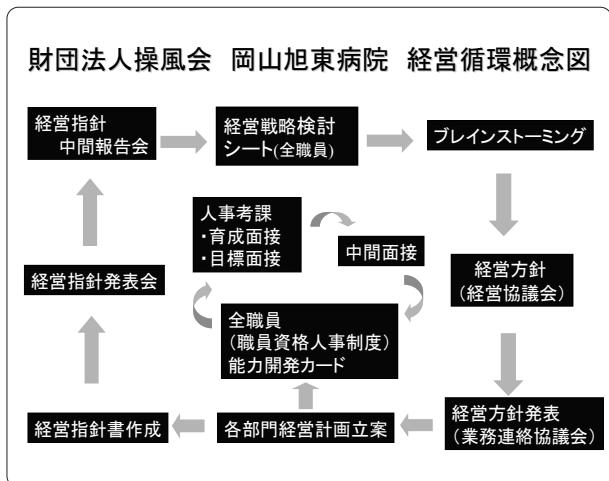 財団法人操風会 岡山旭東病院 経営循環概念図
経営指針
中間報告会
経営戦略検討
シート(全職員)
ブレインストーミング
人事考課
・育成面接
・目標面接
中間面接
経営指針発表会
経営方針
(経営協議会)
全職員
(職員資格人事制度)
能力開発カード
経営指針書作成
各部門経営計画立案
経営方針発表
(業務連絡協議会)